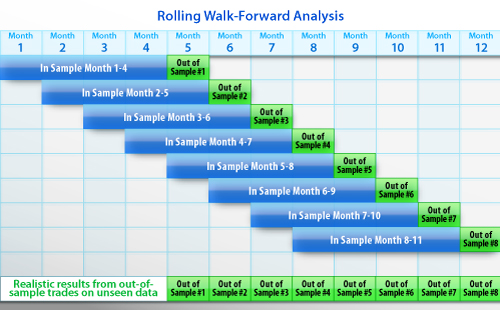 Rolling Walk-Forward Analysis
Month Month Month Month Month Month Month Month Month Month Month Month
1 2 3 4 5 6 7 8 9 10 11 12
In Sample Month 1-4
Out of
Sample #1
In Sample Month 2-5
Out of
Sample #2
In Sample Month 3-6
Out of
Sample #3
In Sample Month 4-7
Out of
Sample #4
In Sample Month 5-8
Out of
Sample #5
In Sample Month 6-9
Out of
Sample #6
In Sample Month 7-10
Out of
Sample #7
In Sample Month 8-11
Out of
Sample #8
Realistic results from out-of-
sample trades on unseen data
Out of Out of Out of Out of Out of Out of Out of Out of
Sample #1 Sample #2 Sample #3 Sample #4 Sample #5 Sample #6 Sample #7 Sample #8